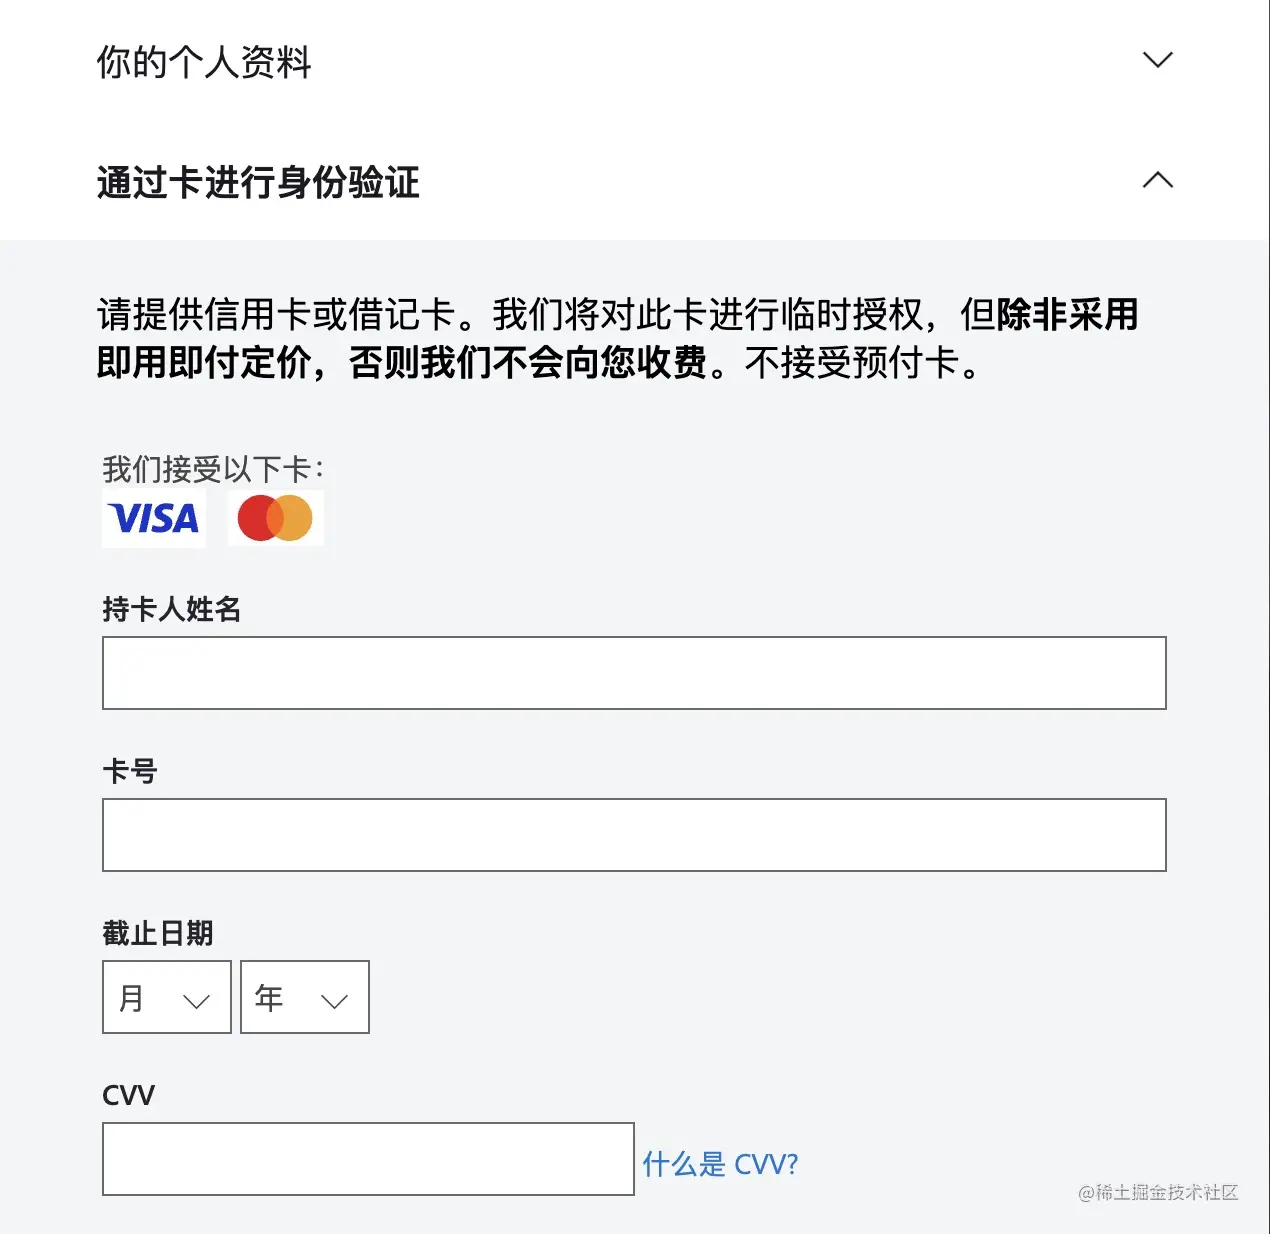 你的个人资料
通过卡进行身份验证
请提供信用卡或借记卡。我们将对此卡进行临时授权，但除非采用
即用即付定价，否则我们不会向您收费。不接受预付卡。
我们接受以下卡：
VISA
持卡人姓名
卡号
截止日期
月 年
CVV
什么是 CVV?
@稀土掘金技术社区